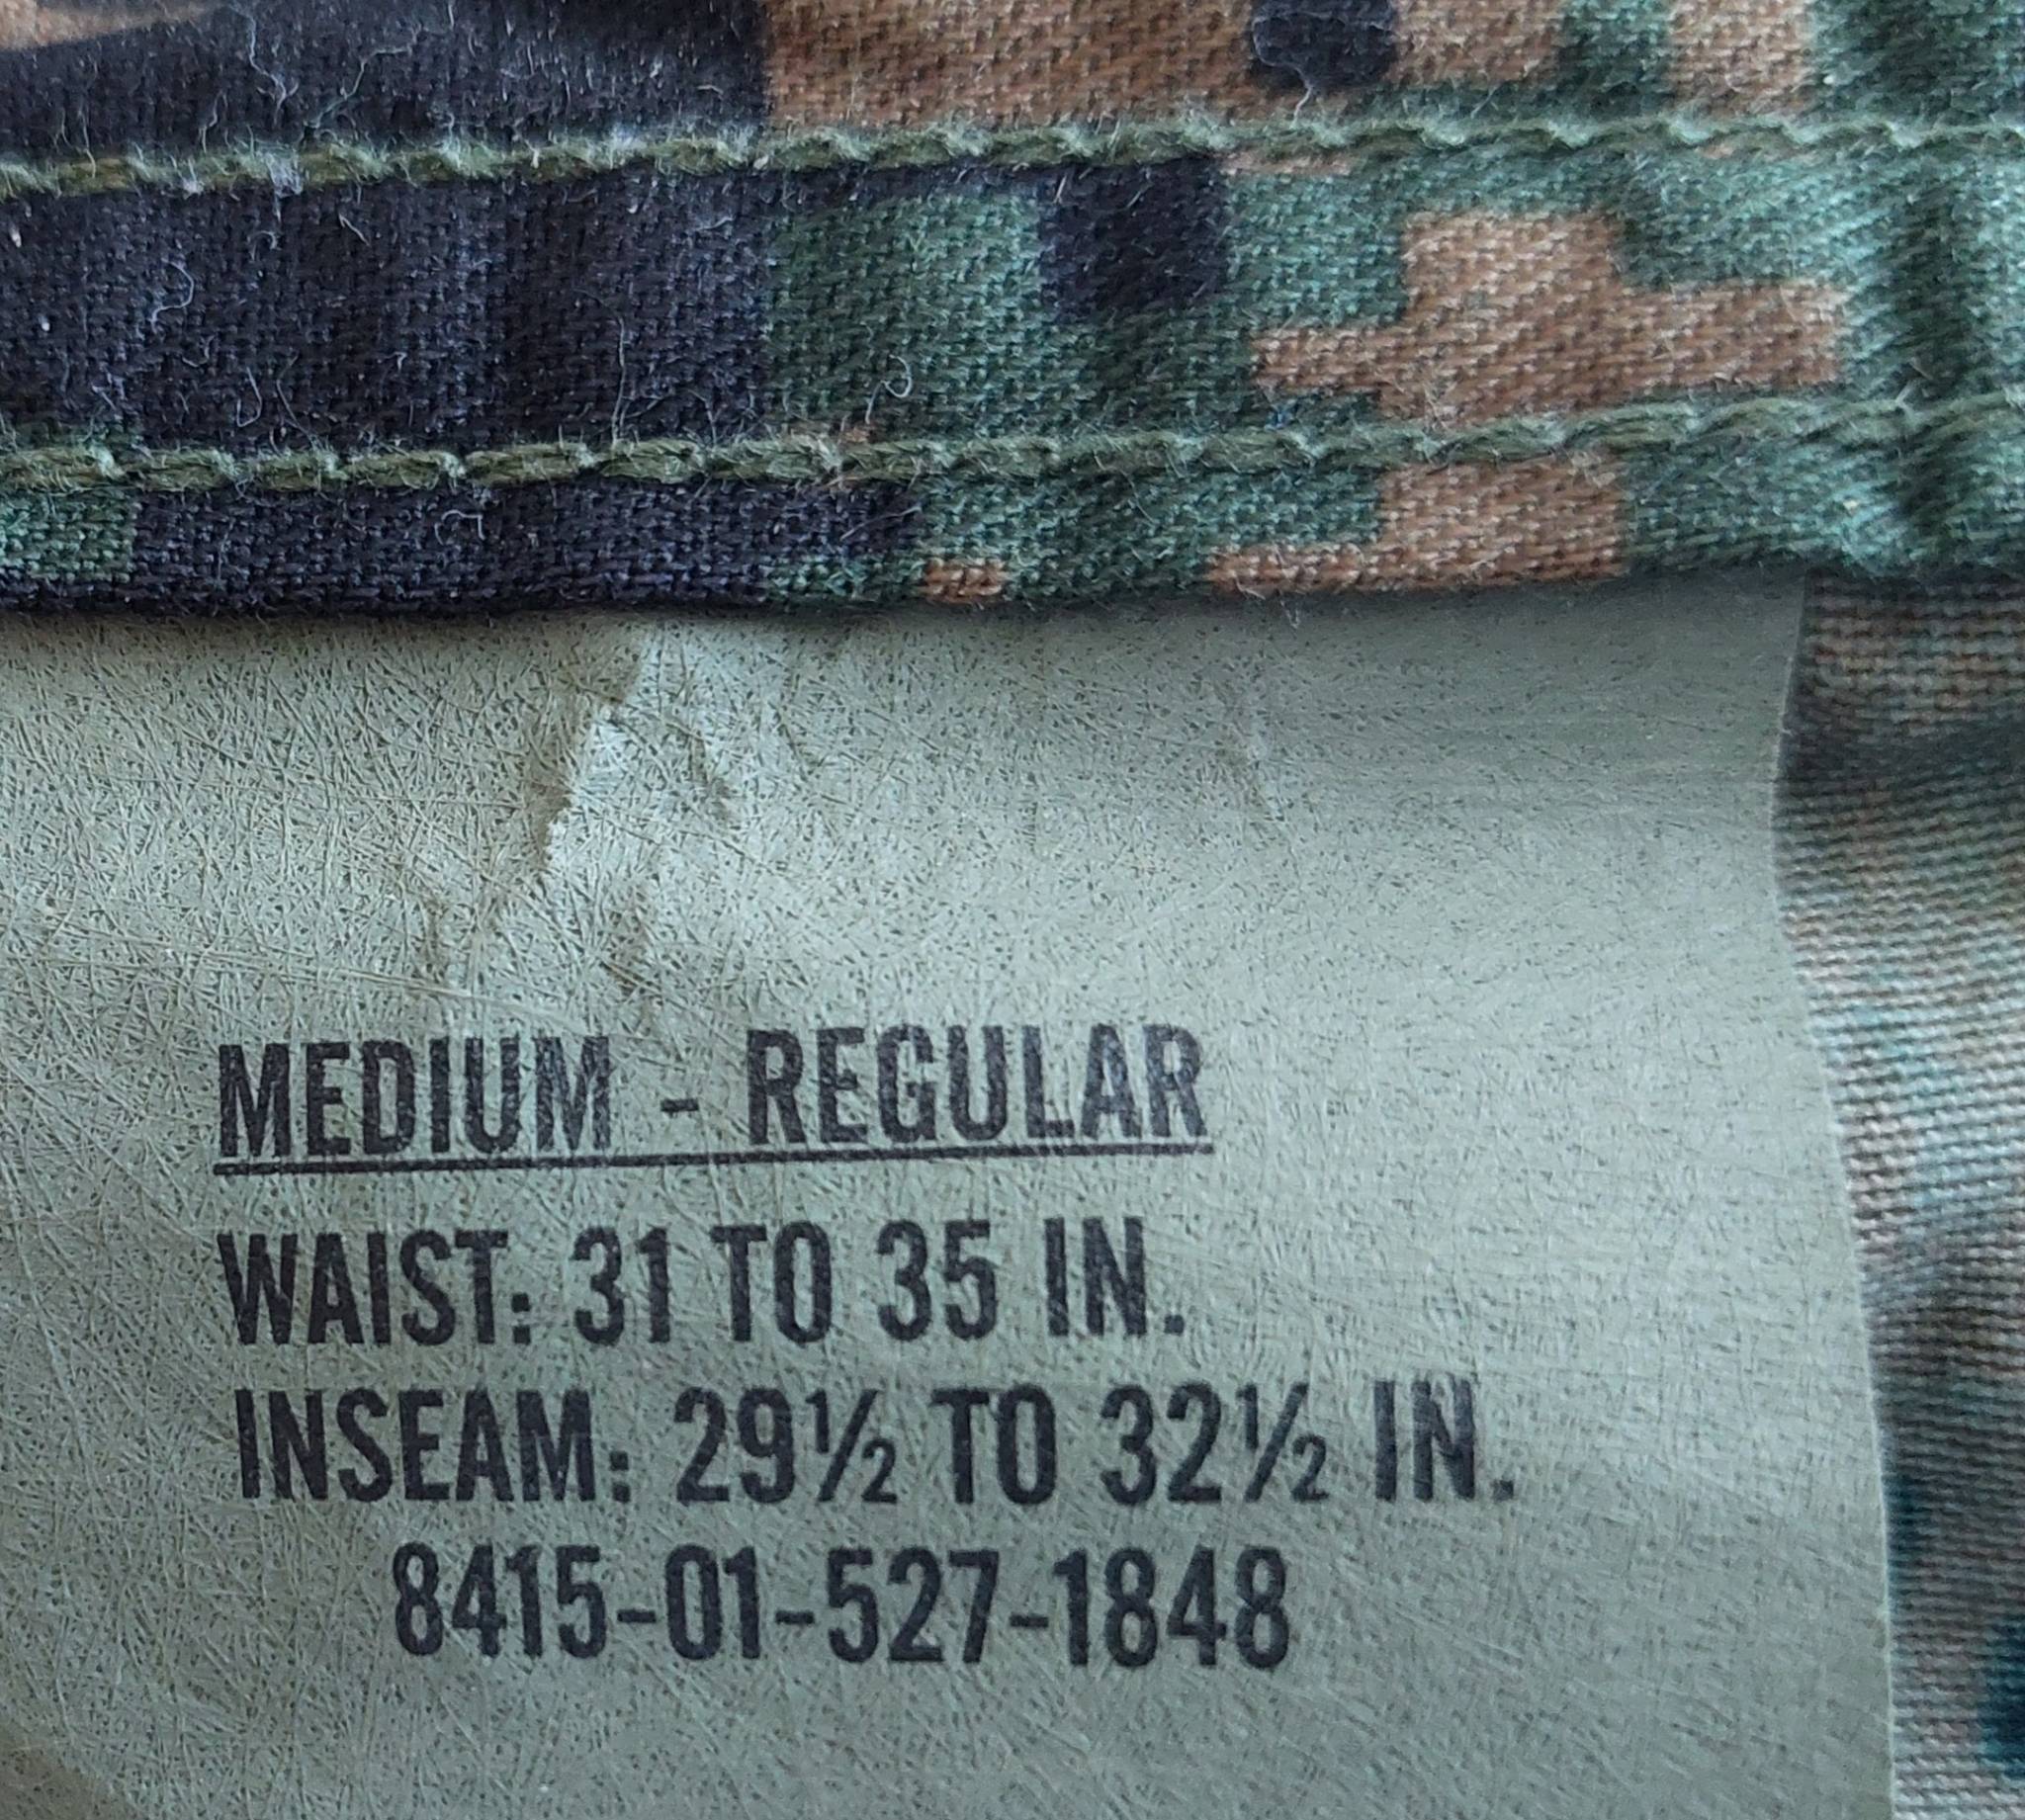 MEDIUM - REGULAR
WAIST: 31 TO 35 IN.
INSEAM: 29½ TO 32½ IN.
8415-01-527-1848